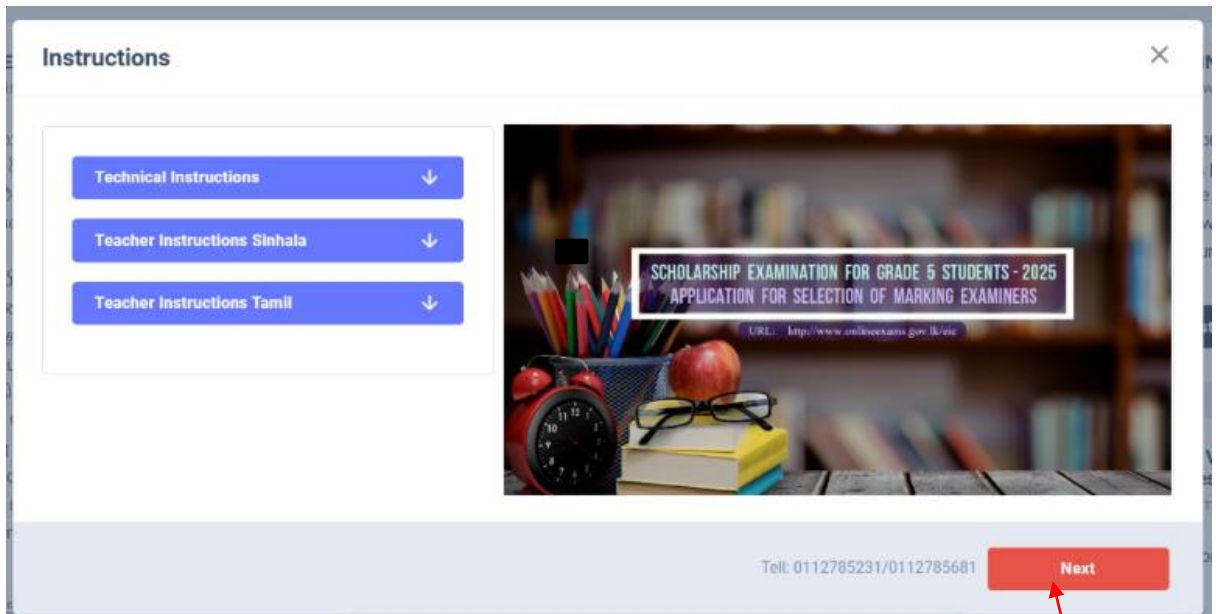 Instructions
Technical Instructions
Teacher Instructions Sinhala
Teacher Instructions Tamil
SCHOLARSHIP EXAMINATION FOR GRADE 5 STUDENTS - 2025
APPLICATION FOR SELECTION OF MARKING EXAMINERS
URL: http://www.onlineexams.gov.lk/eic
Tell: 0112785231/0112785681
Next